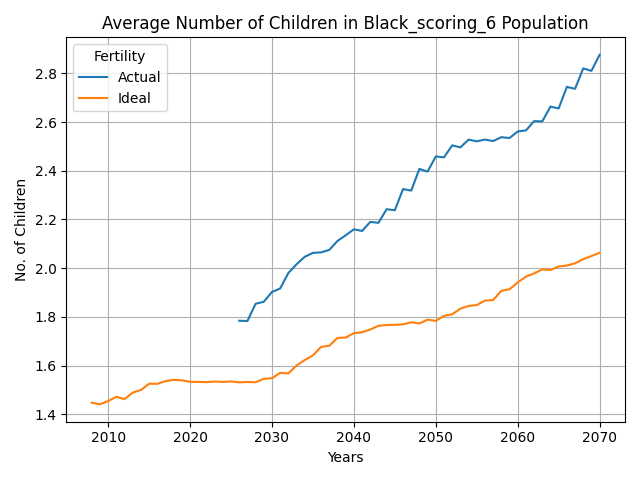 Average Number of Children in Black_scoring_6 Population
Fertility
Actual
Ideal
No. of Children
2.8
2.6
2.4
2.2
2.0
1.8
1.6
1.4
2010 2020 2030 2040 2050 2060 2070
Years